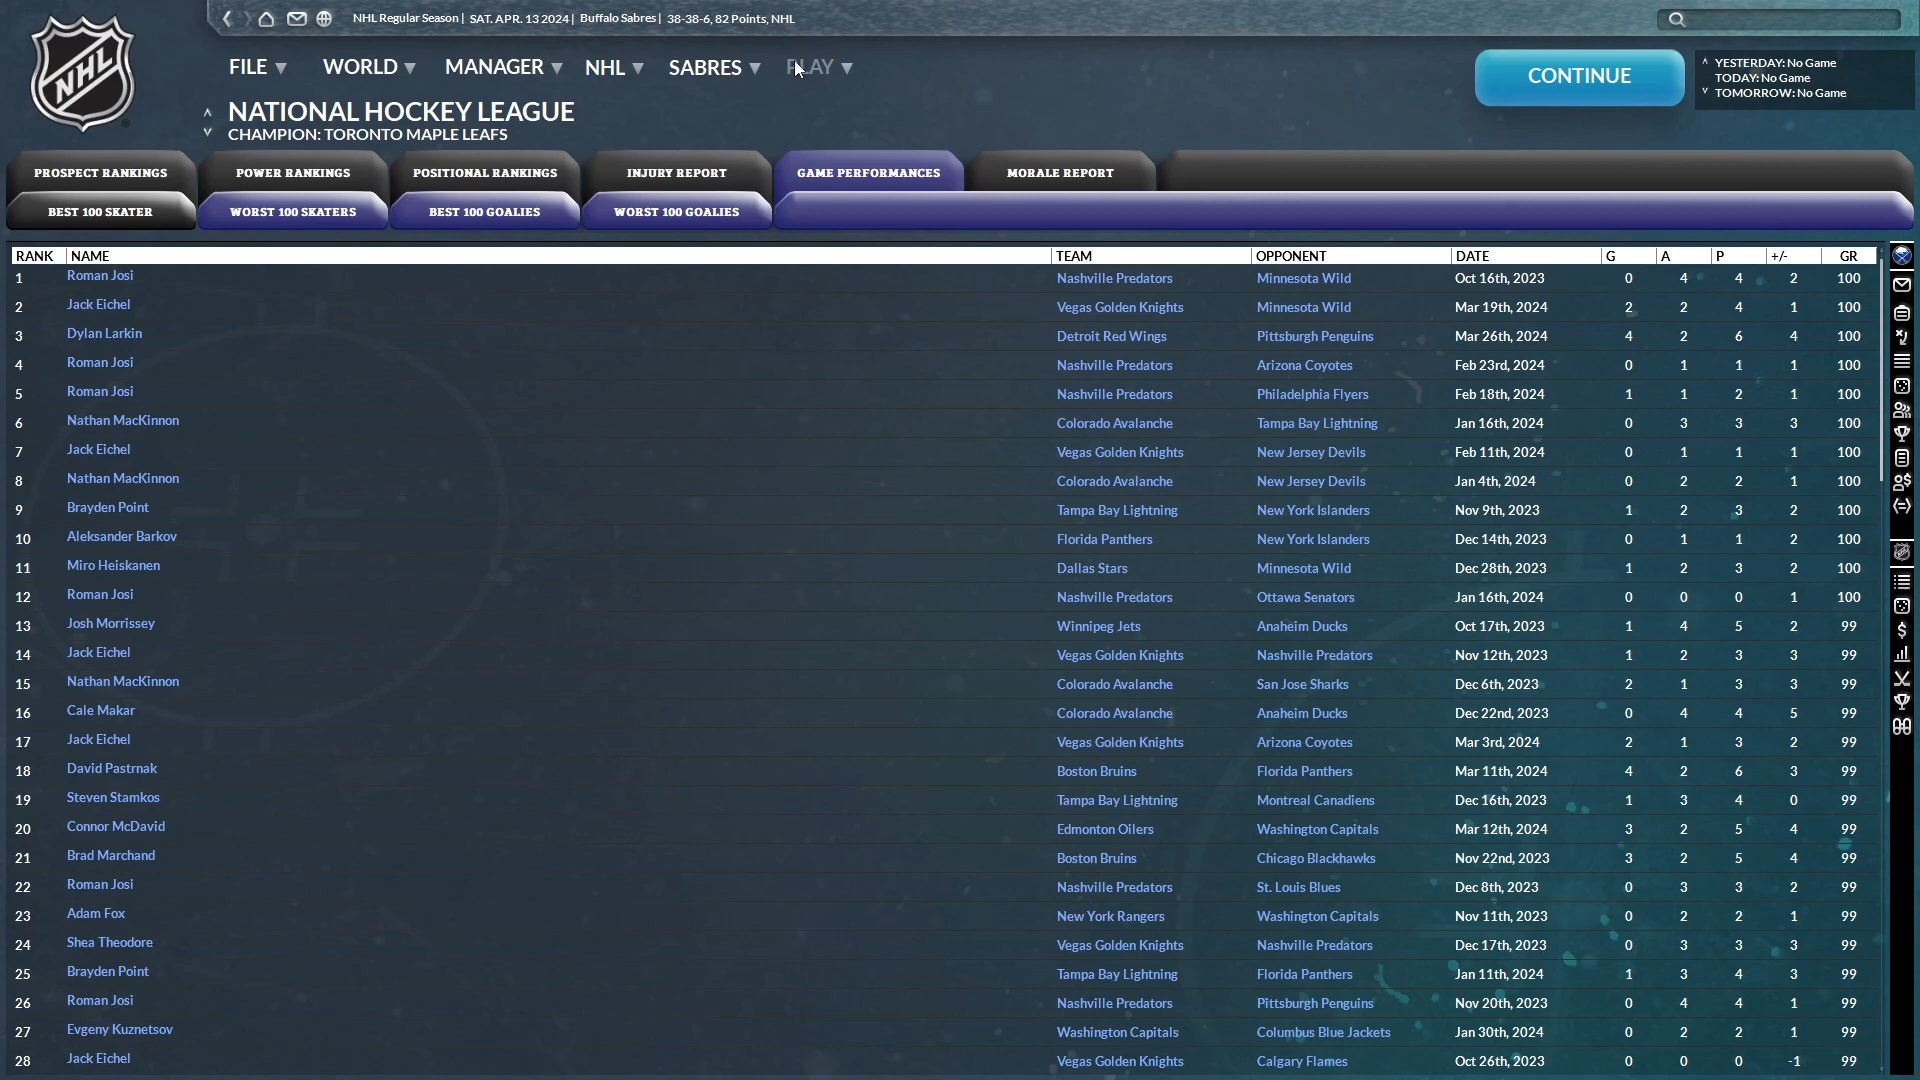 NHL Regular Season | SAT. APR. 13 2024 | Buffalo Sabres | 38-38-6, 82 Points, NHL
NHL
FILE WORLD MANAGER NHL SABRES PLAY
CONTINUE
YESTERDAY: No Game
TODAY: No Game
TOMORROW: No Game
NATIONAL HOCKEY LEAGUE
CHAMPION: TORONTO MAPLE LEAFS
PROSPECT RANKINGS POWER RANKINGS POSITIONAL RANKINGS INJURY REPORT GAME PERFORMANCES MORALE REPORT
BEST 100 SKATER WORST 100 SKATERS BEST 100 GOALIES WORST 100 GOALIES
RANK NAME TEAM OPPONENT DATE G A P +/- GR
1 Roman Josi Nashville Predators Minnesota Wild Oct 16th, 2023 0 4 4 2 100
2 Jack Eichel Vegas Golden Knights Minnesota Wild Mar 19th, 2024 2 2 4 1 100
3 Dylan Larkin Detroit Red Wings Pittsburgh Penguins Mar 26th, 2024 4 2 6 4 100
4 Roman Josi Nashville Predators Arizona Coyotes Feb 23rd, 2024 0 1 1 1 100
5 Roman Josi Nashville Predators Philadelphia Flyers Feb 18th, 2024 1 1 2 1 100
6 Nathan MacKinnon Colorado Avalanche Tampa Bay Lightning Jan 16th, 2024 0 3 3 3 100
7 Jack Eichel Vegas Golden Knights New Jersey Devils Feb 11th, 2024 0 1 1 1 100
8 Nathan MacKinnon Colorado Avalanche New Jersey Devils Jan 4th, 2024 0 2 2 1 100
9 Brayden Point Tampa Bay Lightning New York Islanders Nov 9th, 2023 1 2 3 2 100
10 Aleksander Barkov Florida Panthers New York Islanders Dec 14th, 2023 0 1 1 2 100
11 Miro Heiskanen Dallas Stars Minnesota Wild Dec 28th, 2023 1 2 3 2 100
12 Roman Josi Nashville Predators Ottawa Senators Jan 16th, 2024 0 0 0 1 100
13 Josh Morrissey Winnipeg Jets Anaheim Ducks Oct 17th, 2023 1 4 5 2 99
14 Jack Eichel Vegas Golden Knights Nashville Predators Nov 12th, 2023 1 2 3 3 99
15 Nathan MacKinnon Colorado Avalanche San Jose Sharks Dec 6th, 2023 2 1 3 3 99
16 Cale Makar Colorado Avalanche Anaheim Ducks Dec 22nd, 2023 0 4 4 5 99
17 Jack Eichel Vegas Golden Knights Arizona Coyotes Mar 3rd, 2024 2 1 3 2 99
18 David Pastrnak Boston Bruins Florida Panthers Mar 11th, 2024 4 2 6 3 99
19 Steven Stamkos Tampa Bay Lightning Montreal Canadiens Dec 16th, 2023 1 3 4 0 99
20 Connor McDavid Edmonton Oilers Washington Capitals Mar 12th, 2024 3 2 5 4 99
21 Brad Marchand Boston Bruins Chicago Blackhawks Nov 22nd, 2023 3 2 5 4 99
22 Roman Josi Nashville Predators St. Louis Blues Dec 8th, 2023 0 3 3 2 99
23 Adam Fox New York Rangers Washington Capitals Nov 11th, 2023 0 2 2 1 99
24 Shea Theodore Vegas Golden Knights Nashville Predators Dec 17th, 2023 0 3 3 3 99
25 Brayden Point Tampa Bay Lightning Florida Panthers Jan 11th, 2024 1 3 4 3 99
26 Roman Josi Nashville Predators Pittsburgh Penguins Nov 20th, 2023 0 4 4 1 99
27 Evgeny Kuznetsov Washington Capitals Columbus Blue Jackets Jan 30th, 2024 0 2 2 1 99
28 Jack Eichel Vegas Golden Knights Calgary Flames Oct 26th, 2023 0 0 0 -1 99